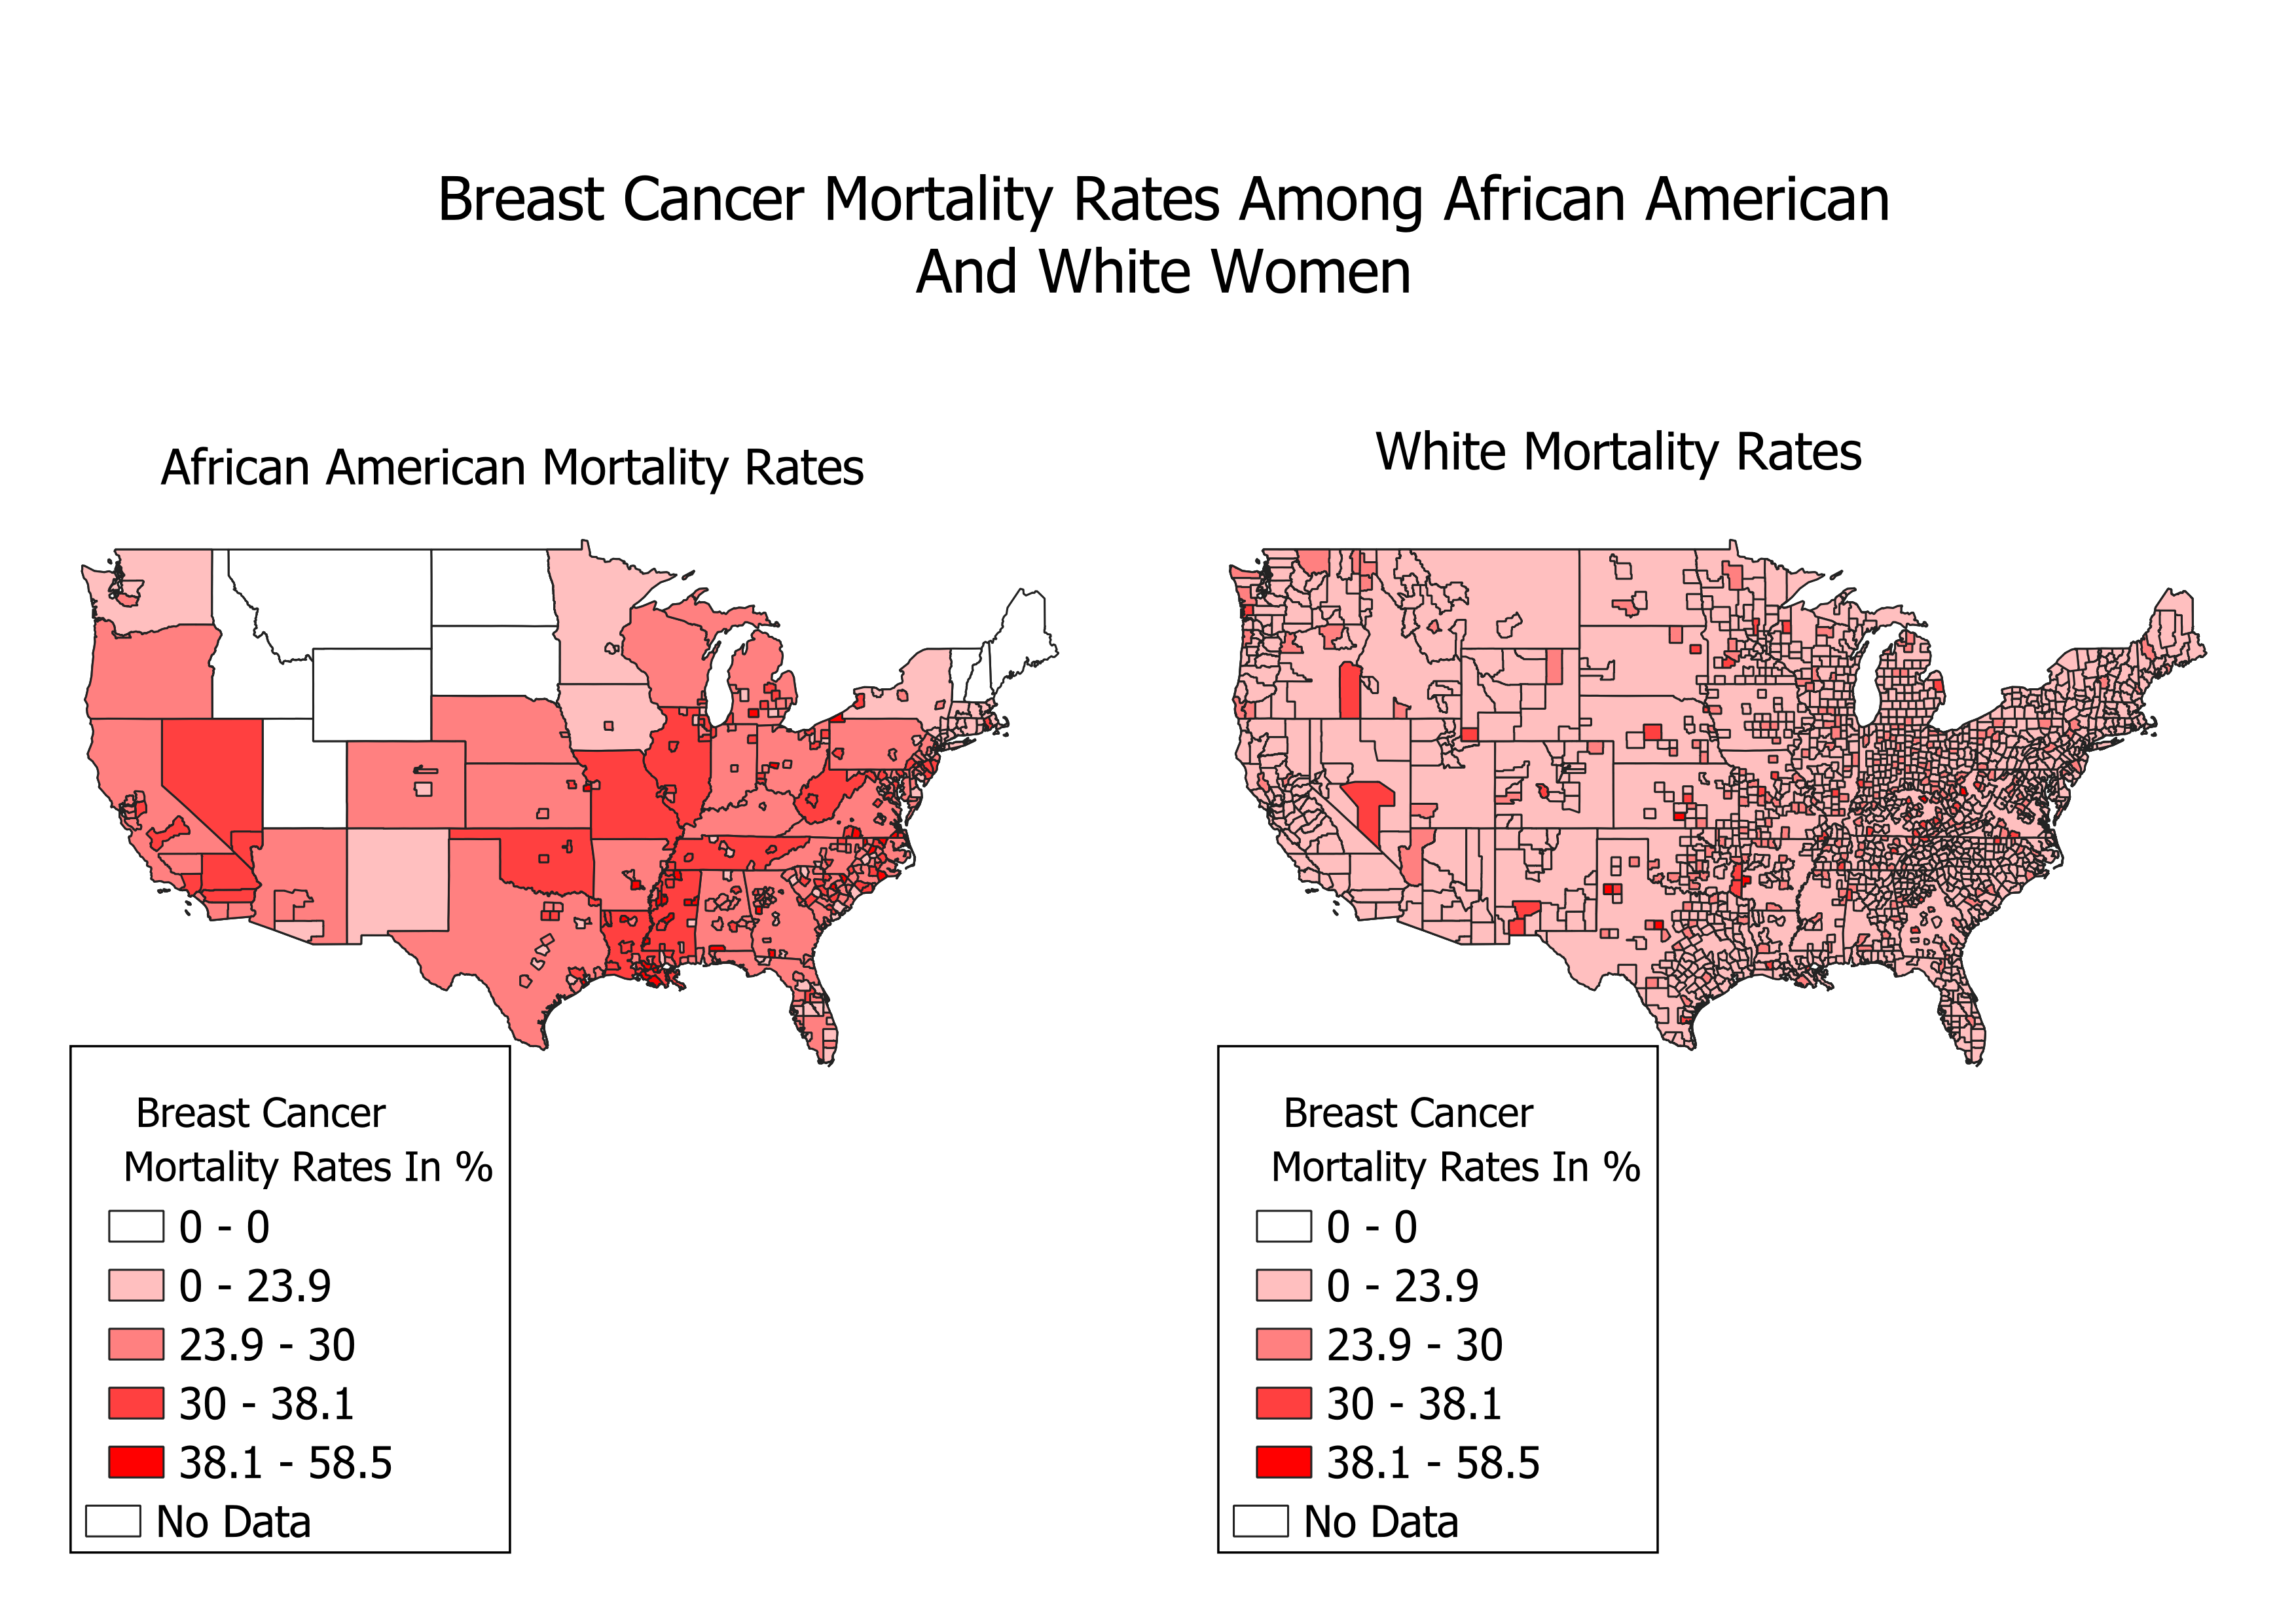 Breast Cancer Mortality Rates Among African American
And White Women
African American Mortality Rates
White Mortality Rates
Breast Cancer
Mortality Rates In %
0 - 0
0 - 23.9
23.9 - 30
30 - 38.1
38.1 - 58.5
No Data
Breast Cancer
Mortality Rates In %
0 - 0
0 - 23.9
23.9 - 30
30 - 38.1
38.1 - 58.5
No Data